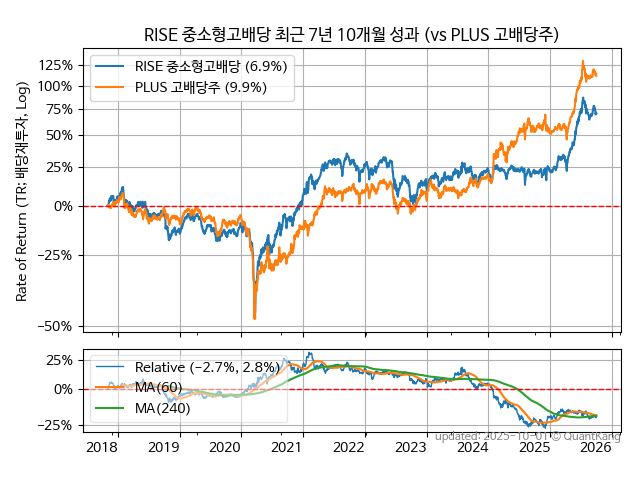 RISE 중소형고배당 최근 7년 10개월 성과 (vs PLUS 고배당주)
Rate of Return (TR: 배당재투자, Log)
125%
100%
75%
50%
25%
0%
−25%
−50%
RISE 중소형고배당 (6.9%)
PLUS 고배당주 (9.9%)
25%
0%
−25%
Relative (−2.7%, 2.8%)
MA(60)
MA(240)
2018 2019 2020 2021 2022 2023 2024 2025 2026
updated: 2025-10-01 © QuantKang